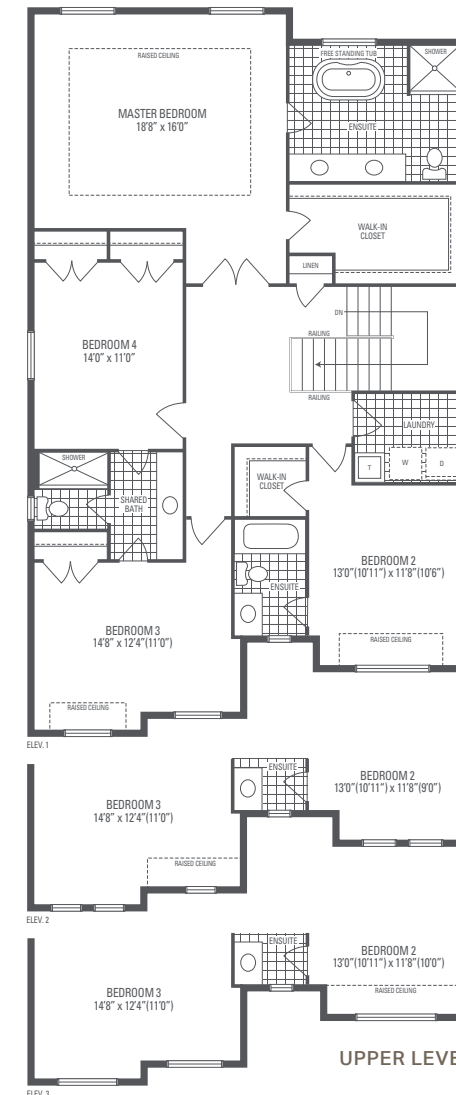 RAISED CEILING
MASTER BEDROOM
18'8" x 16'0"
FREE STANDING TUB
SHOWER
ENSUITE
WALK-IN
CLOSET
LINEN
DN
RAILING
RAILING
BEDROOM 4
14'0" x 11'0"
LAUNDRY
T
W
D
SHOWER
SHARED
BATH
WALK-IN
CLOSET
ENSUITE
BEDROOM 2
13'0"(10'11") x 11'8"(10'6")
RAISED CEILING
BEDROOM 3
14'8" x 12'4"(11'0")
RAISED CEILING
ELEV. 1
ENSUITE
BEDROOM 2
13'0"(10'11") x 11'8"(9'0")
BEDROOM 3
14'8" x 12'4"(11'0")
RAISED CEILING
ELEV. 2
ENSUITE
BEDROOM 2
13'0"(10'11") x 11'8"(10'0")
RAISED CEILING
BEDROOM 3
14'8" x 12'4"(11'0")
UPPER LEVE
ELEV. 3